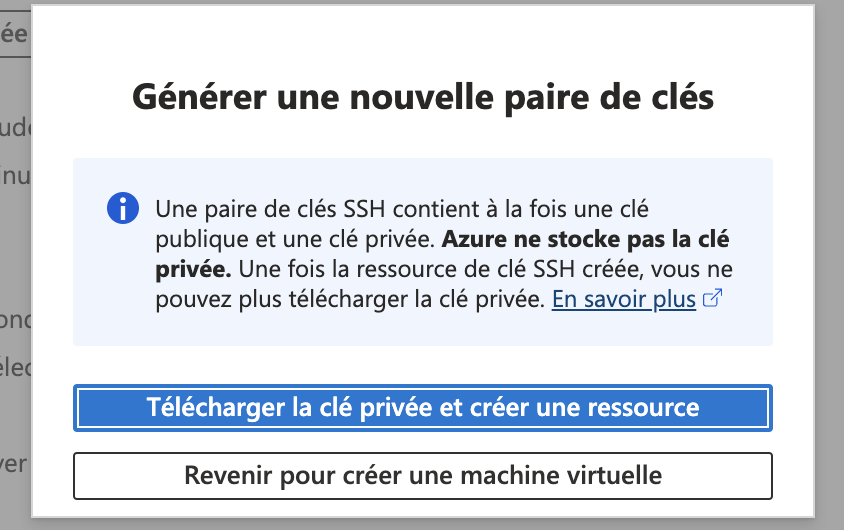 ée
Générer une nouvelle paire de clés
Une paire de clés SSH contient à la fois une clé
publique et une clé privée. Azure ne stocke pas la clé
privée. Une fois la ressource de clé SSH créée, vous ne
pouvez plus télécharger la clé privée. En savoir plus
Télécharger la clé privée et créer une ressource
Revenir pour créer une machine virtuelle